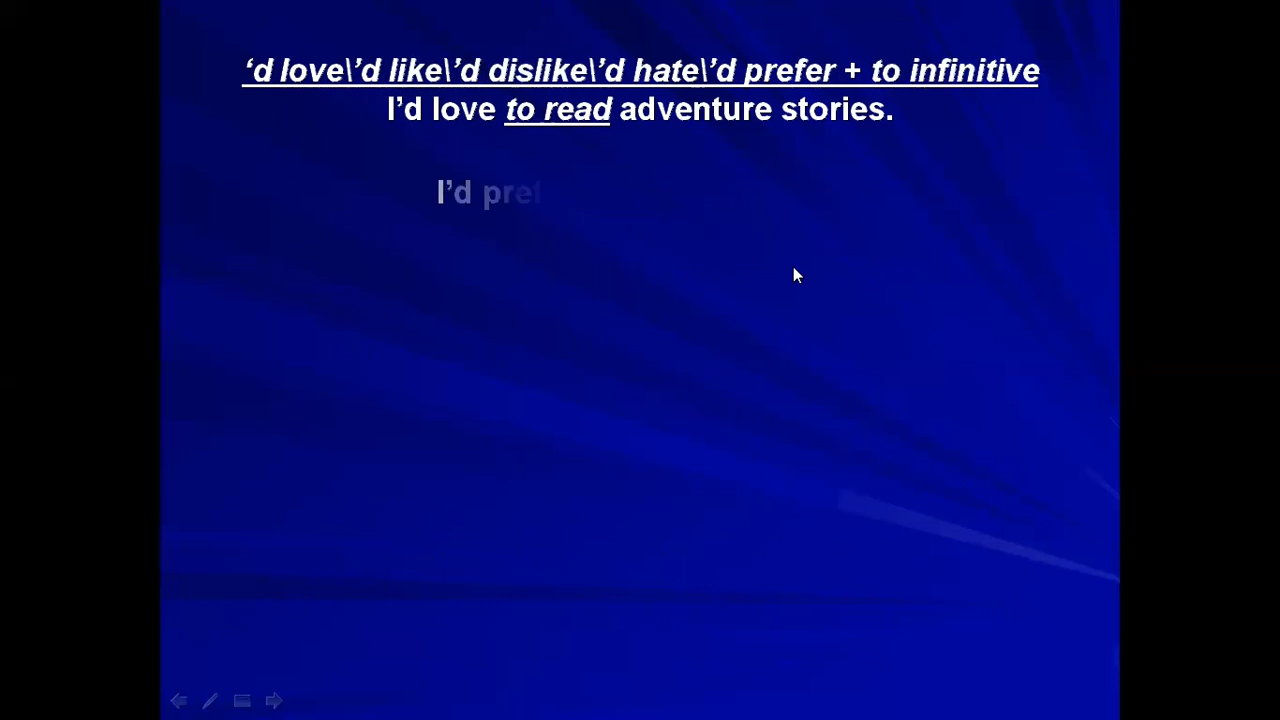 ‘d love\’d like\’d dislike\’d hate\’d prefer + to infinitive
I’d love to read adventure stories.
I’d